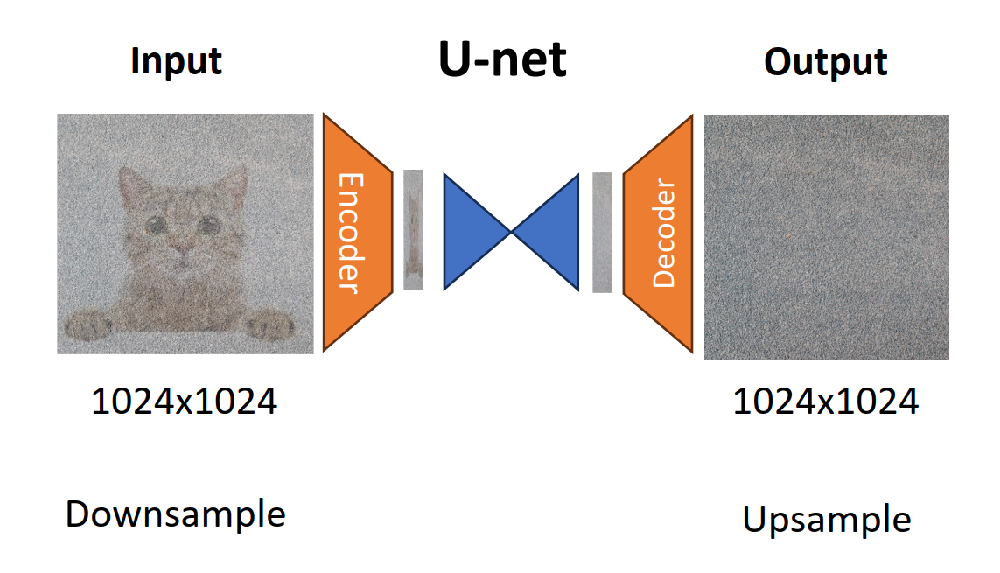 Input
U-net
Output
Encoder
Decoder
1024x1024
1024x1024
Downsample
Upsample